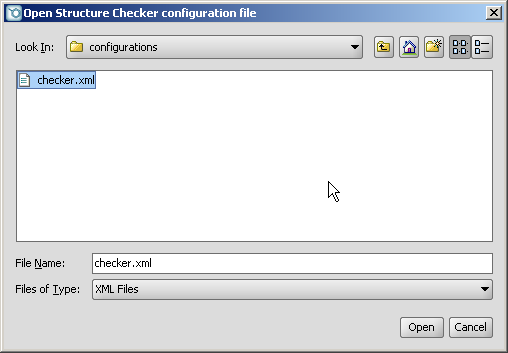 Open Structure Checker configuration file
Look In: configurations
checker.xml
File Name: checker.xml
Files of Type: XML Files
Open Cancel